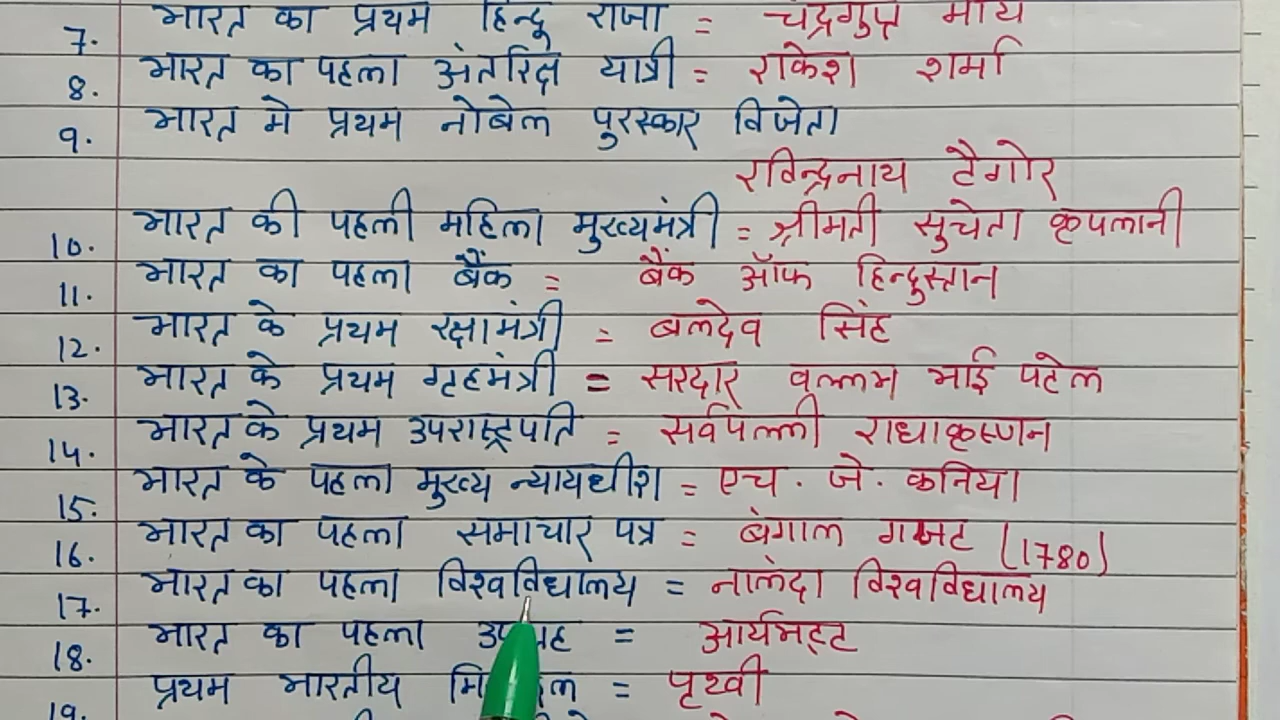 7. भारत का प्रथम हिन्दू राजा = चंद्रगुप्त मौर्य
8. भारत का पहला अंतरिक्ष यात्री = राकेश शर्मा
9. भारत मे प्रथम नोबेल पुरस्कार विजेता
रविन्द्रनाथ टैगोर
10. भारत की पहली महिला मुख्यमंत्री = श्रीमती सुचेता कृपलानी
11. भारत का पहला बैंक = बैंक ऑफ हिन्दुस्तान
12. भारत के प्रथम रक्षामंत्री = बलदेव सिंह
13. भारत के प्रथम गृहमंत्री = सरदार वल्लभ भाई पटेल
14. भारत के प्रथम उपराष्ट्रपति = सर्वपल्ली राधाकृष्णन
15. भारत के पहला मुख्य न्यायधीश = एच. जे. कनिया
16. भारत का पहला समाचार पत्र = बंगाल गजट (1780)
17. भारत का पहला विश्वविद्यालय = नालंदा विश्वविद्यालय
18. भारत का पहला = आर्यभट्ट
19. प्रथम भारतीय = पृथ्वी